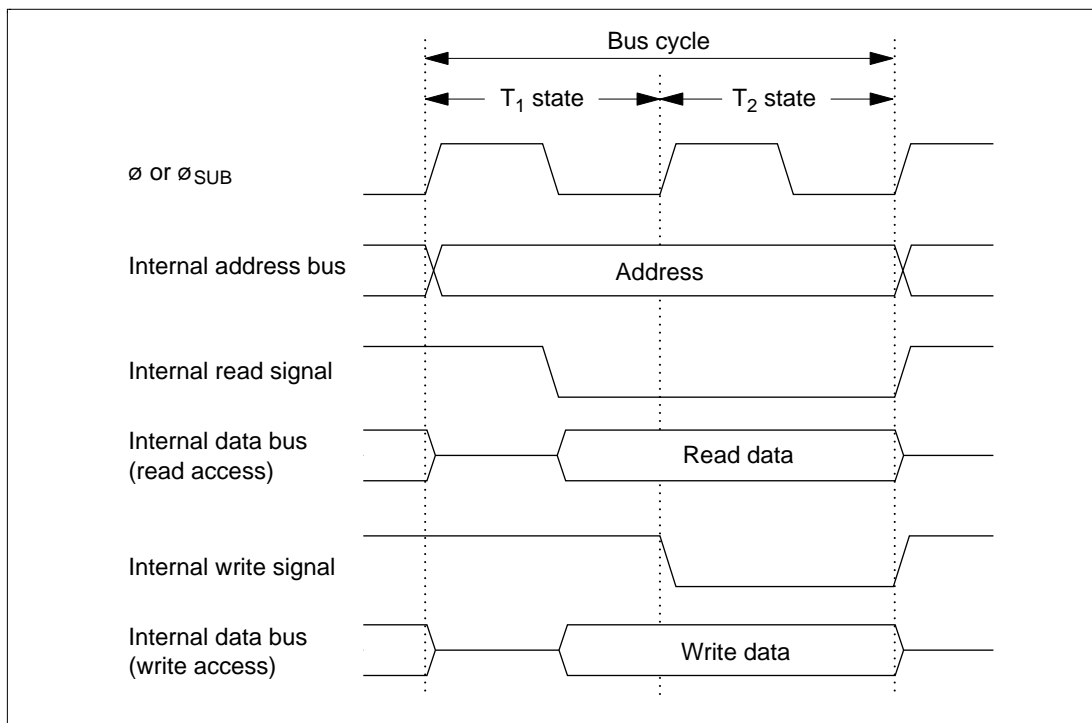 Bus cycle
T₁ state
T₂ state
ø or øSUB
Internal address bus
Address
Internal read signal
Internal data bus
(read access)
Read data
Internal write signal
Internal data bus
(write access)
Write data